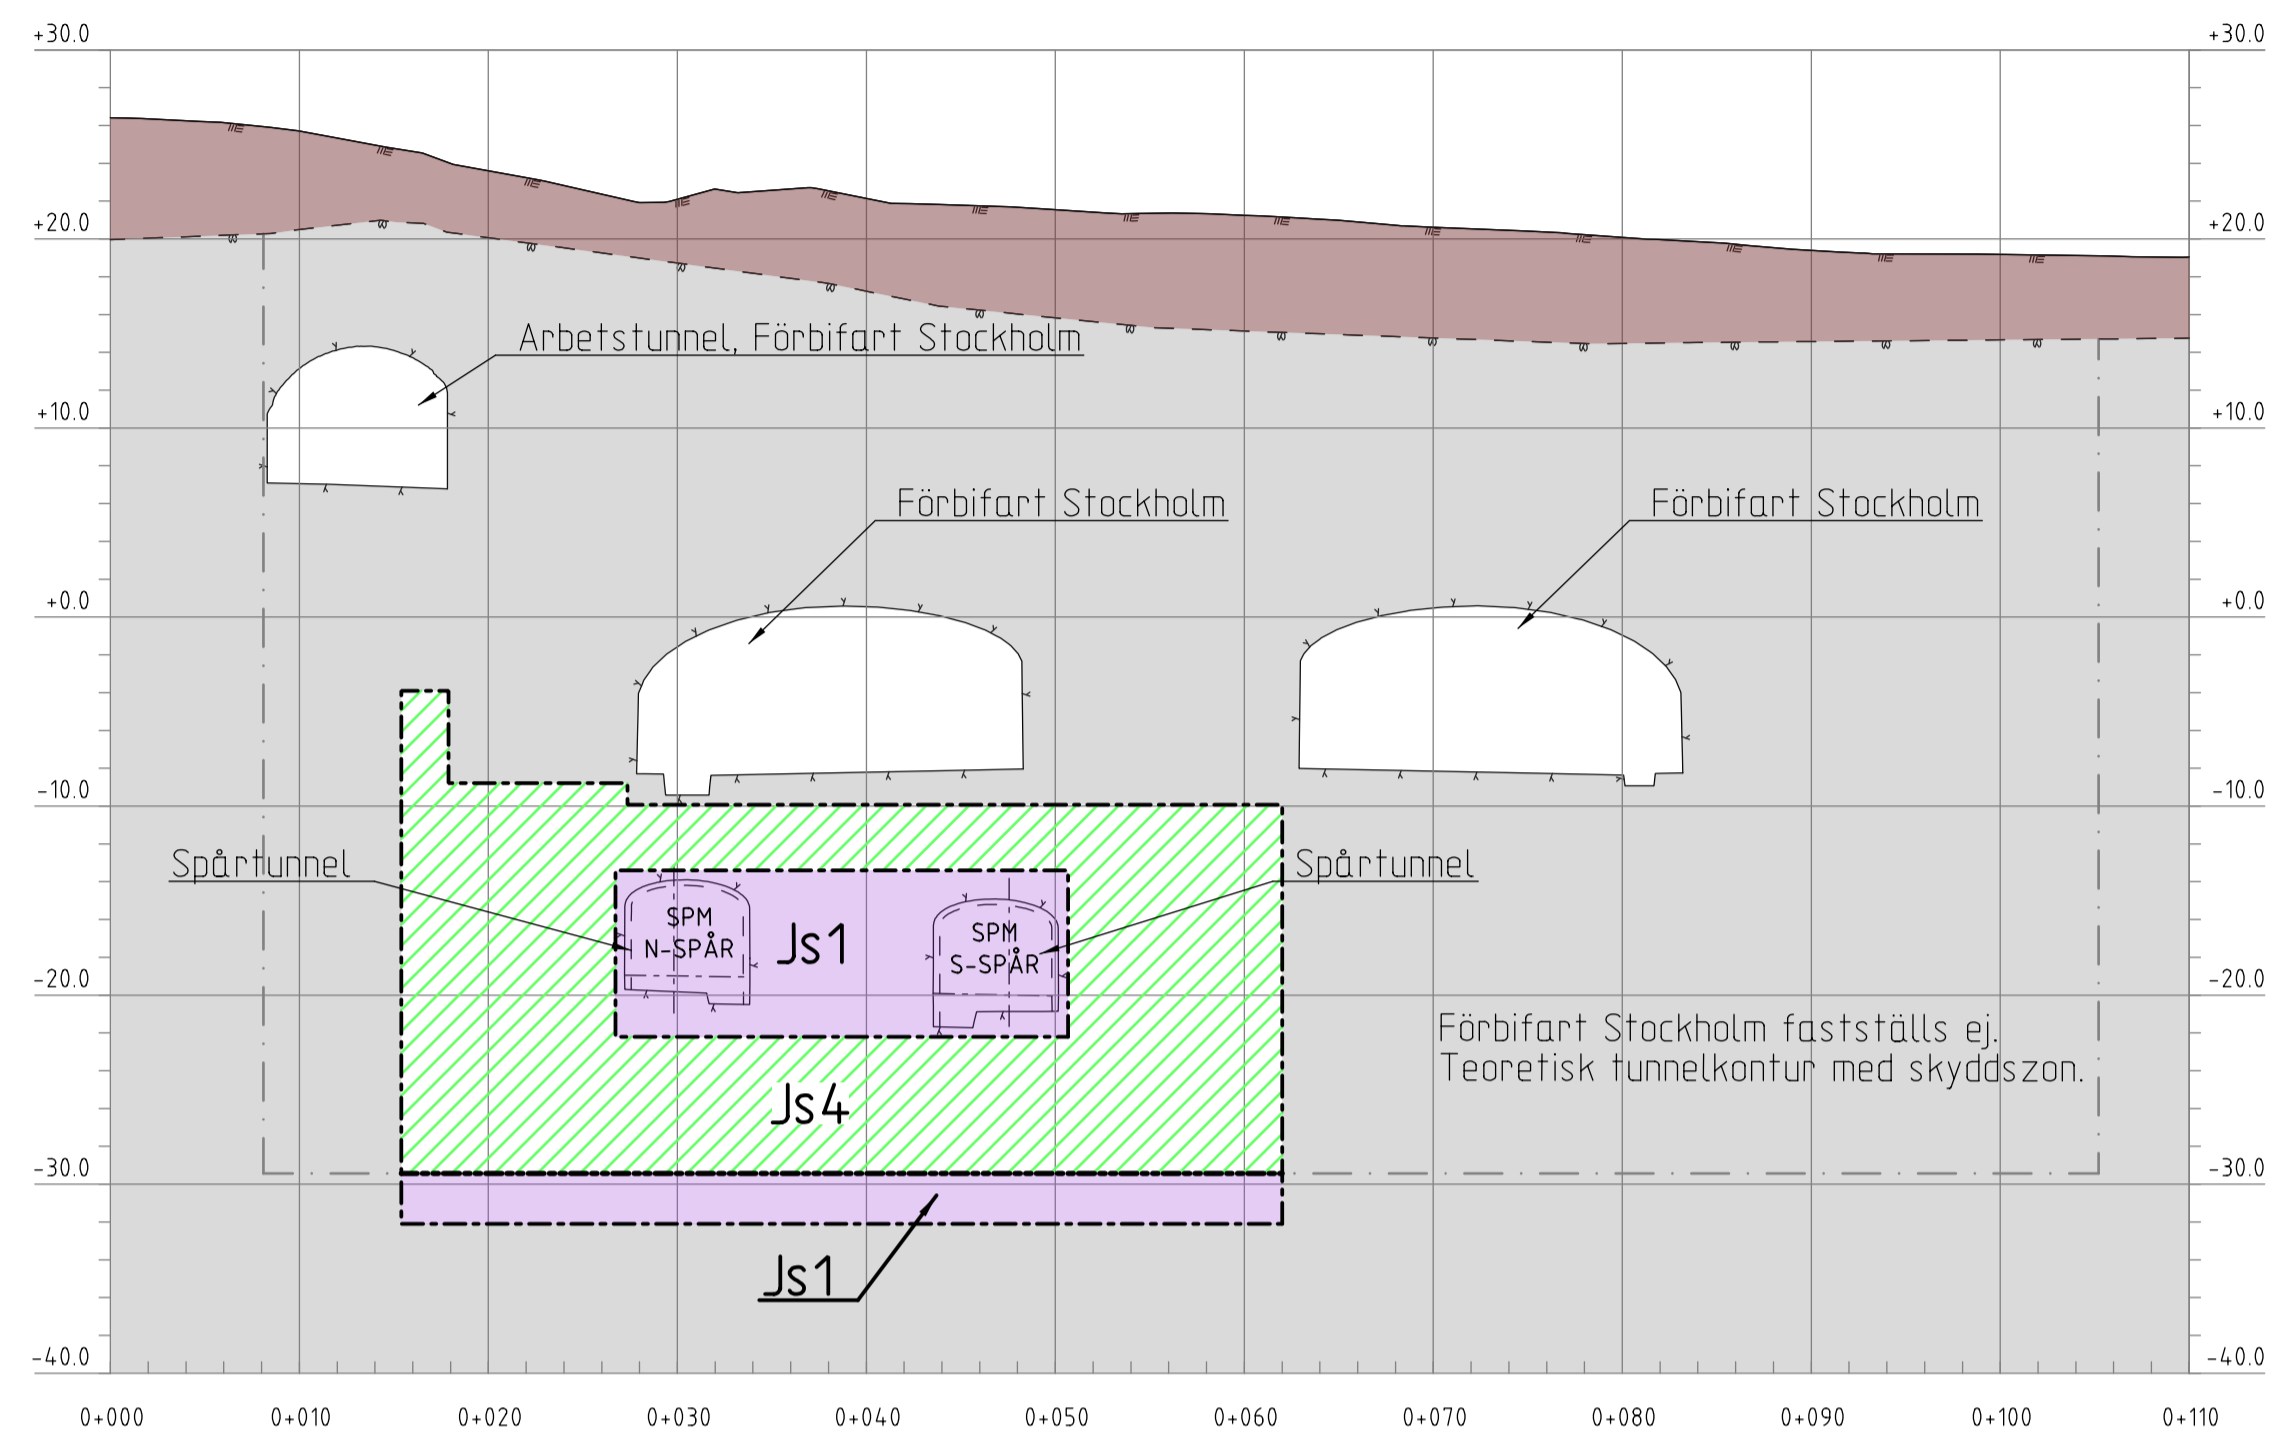 +30.0 +30.0
+20.0 +20.0
Arbetstunnel, Förbifart Stockholm
+10.0 +10.0
Förbifart Stockholm Förbifart Stockholm
+0.0 +0.0
-10.0 -10.0
Spårtunnel Spårtunnel
SPM
N-SPÅR
Js1
SPM
S-SPÅR
-20.0 -20.0
Förbifart Stockholm fastställs ej.
Teoretisk tunnelkontur med skyddszon.
Js4
-30.0 -30.0
Js1
-40.0 -40.0
0+000 0+010 0+020 0+030 0+040 0+050 0+060 0+070 0+080 0+090 0+100 0+110